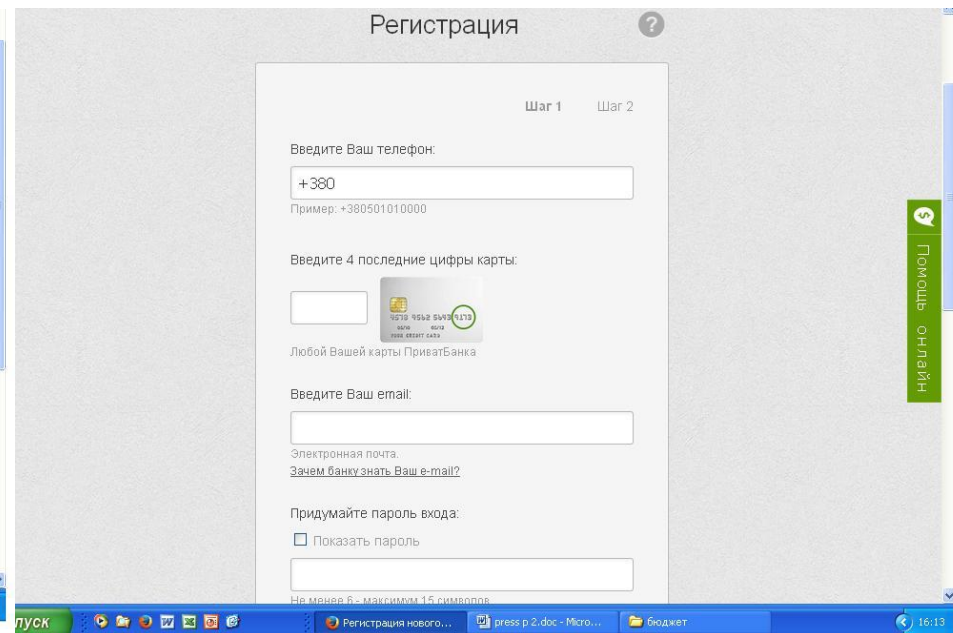 Регистрация
?
Шаг 1 Шаг 2
Введите Ваш телефон:
+380
Пример: +380501010000
Введите 4 последние цифры карты:
Любой Вашей карты ПриватБанка
Введите Ваш email:
Электронная почта.
Зачем банку знать Ваш e-mail?
Придумайте пароль входа:
Показать пароль
Не менее 6 - максимум 15 символов
Помощь онлайн
пуск
Регистрация нового...
press p 2.doc - Micro...
бюджет
16:13